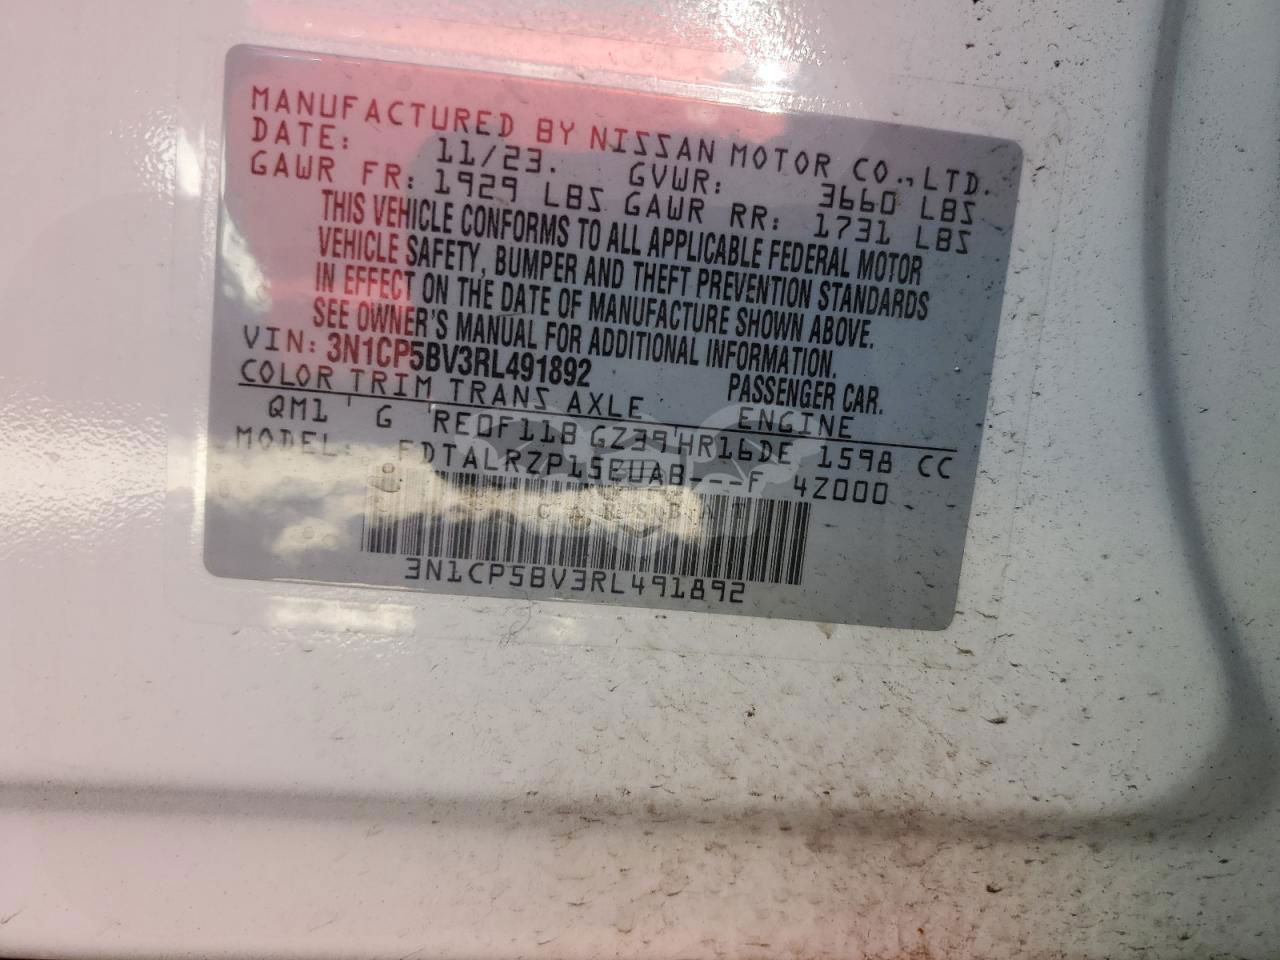 MANUFACTURED BY NISSAN MOTOR CO.,LTD.
DATE: 11/23. GVWR: 3660 LBS
GAWR FR: 1929 LBS GAWR RR: 1731 LBS
THIS VEHICLE CONFORMS TO ALL APPLICABLE FEDERAL MOTOR
VEHICLE SAFETY, BUMPER AND THEFT PREVENTION STANDARDS
IN EFFECT ON THE DATE OF MANUFACTURE SHOWN ABOVE.
SEE OWNER'S MANUAL FOR ADDITIONAL INFORMATION.
VIN: 3N1CP5BV3RL491892 PASSENGER CAR.
COLOR TRIM TRANS AXLE ENGINE
QM1 ' G RE0F11B GZ39'HR16DE 1598 CC
MODEL: FDTALRZP15EUAB---F 4Z000
CARSBAT
3N1CP5BV3RL491892